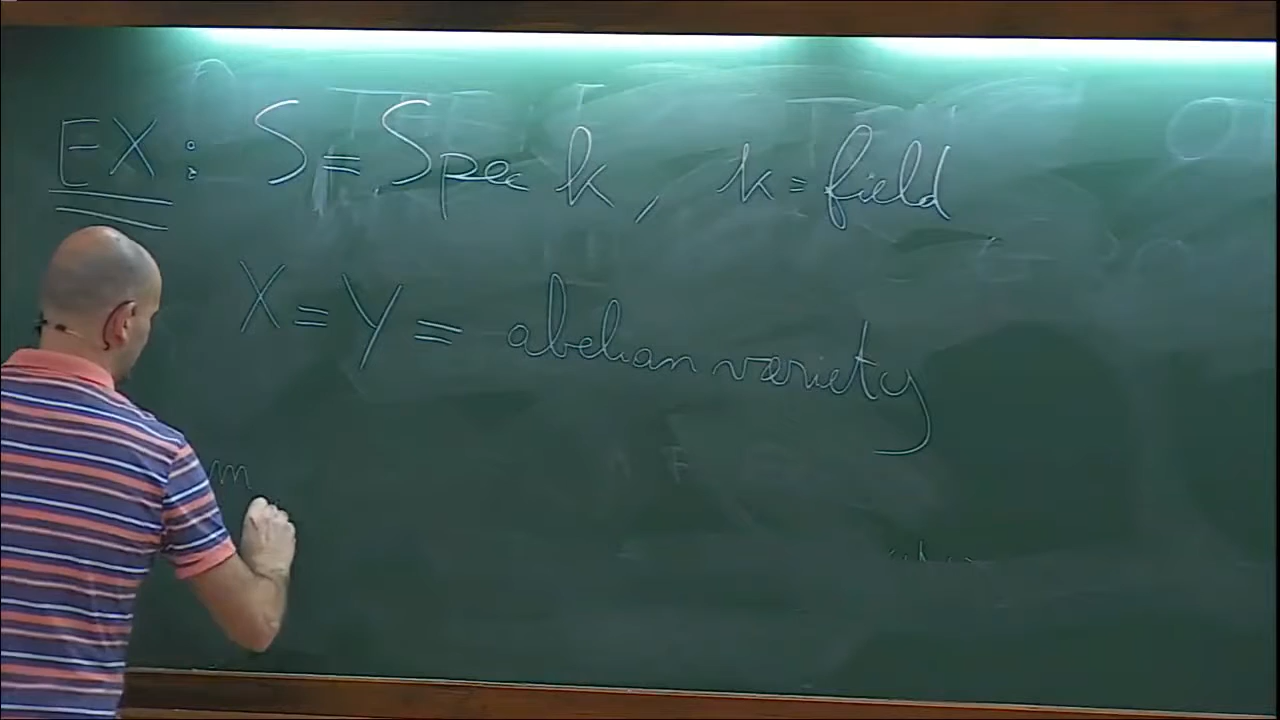 EX: S = Spec k, k = field
X = Y = abelian variety
m